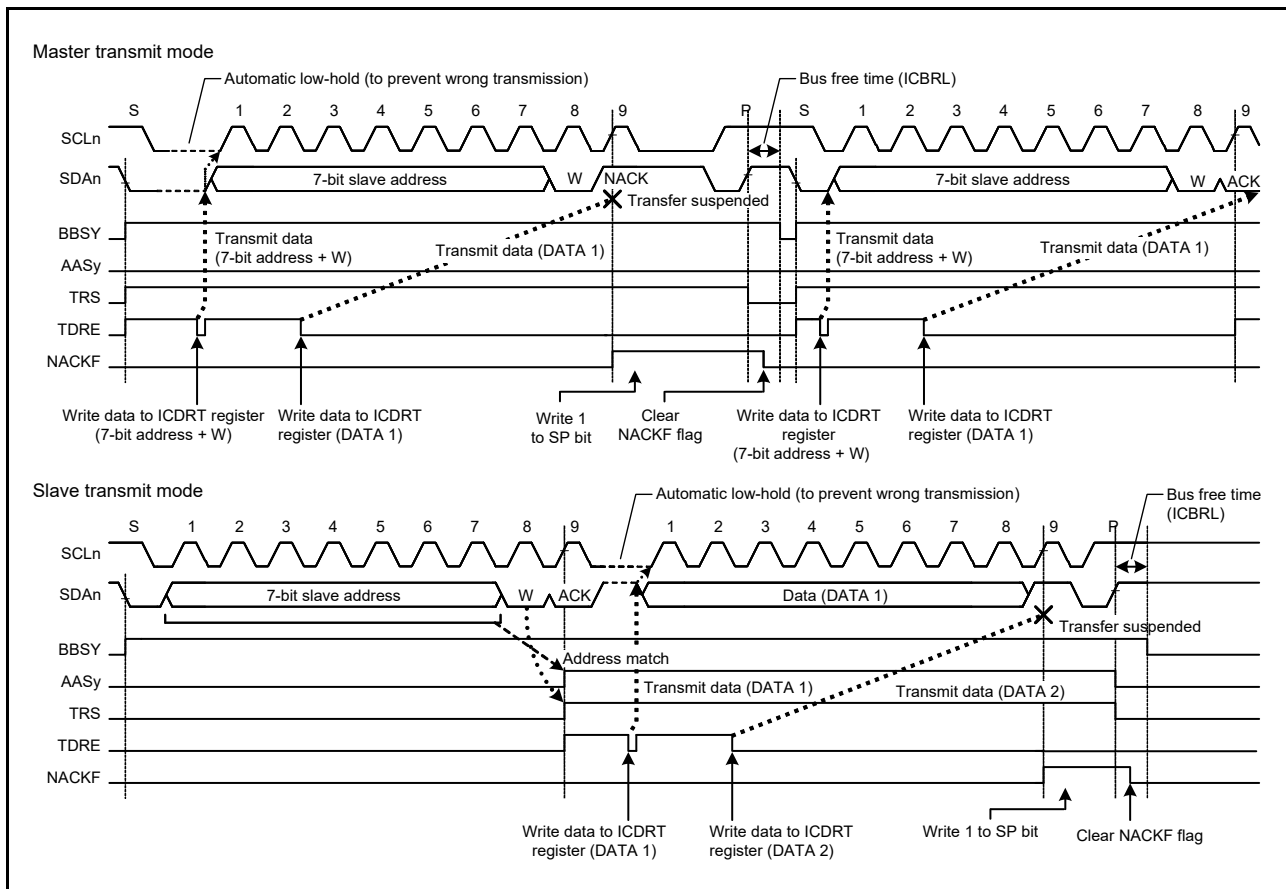 Master transmit mode
Automatic low-hold (to prevent wrong transmission)
Bus free time (ICBRL)
S 1 2 3 4 5 6 7 8 9 P S 1 2 3 4 5 6 7 8 9
SCLn
SDAn
7-bit slave address W NACK 7-bit slave address W ACK
Transfer suspended
BBSY
Transmit data
(7-bit address + W)
Transmit data (DATA 1)
Transmit data
(7-bit address + W)
Transmit data (DATA 1)
AASy
TRS
TDRE
NACKF
Write data to ICDRT register
(7-bit address + W)
Write data to ICDRT
register (DATA 1)
Write 1
to SP bit
Clear
NACKF flag
Write data to ICDRT
register
(7-bit address + W)
Write data to ICDRT
register (DATA 1)
Slave transmit mode
Automatic low-hold (to prevent wrong transmission)
Bus free time
(ICBRL)
S 1 2 3 4 5 6 7 8 9 1 2 3 4 5 6 7 8 9 P
SCLn
SDAn
7-bit slave address W ACK Data (DATA 1)
Transfer suspended
BBSY
Address match
AASy
Transmit data (DATA 1)
Transmit data (DATA 2)
TRS
TDRE
NACKF
Write data to ICDRT
register (DATA 1)
Write data to ICDRT
register (DATA 2)
Write 1 to SP bit
Clear NACKF flag